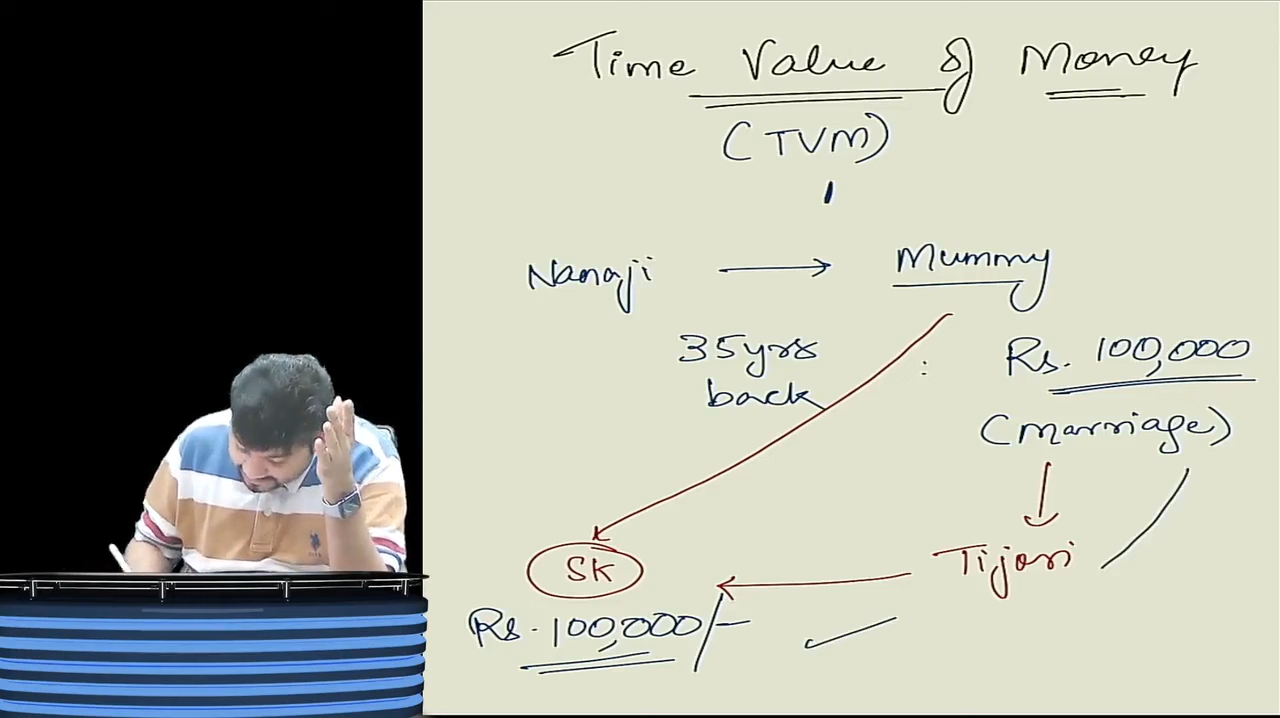 Time Value of Money
(TVM)
Nanaji → Mummy
35yrs back : Rs. 100,000
(marriage)
Tijori
SK
Rs. 100,000/-